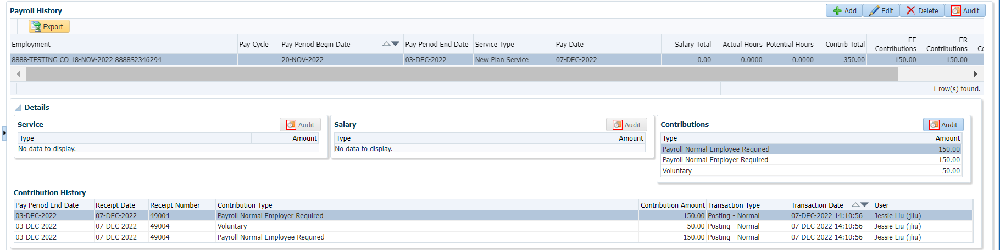 Payroll History
Add Edit Delete Audit
Export
Employment Pay Cycle Pay Period Begin Date Pay Period End Date Service Type Pay Date Salary Total Actual Hours Potential Hours Contrib Total EE Contributions ER Contributions Co
8888-TESTING CO 18-NOV-2022 8888S2346294 20-NOV-2022 03-DEC-2022 New Plan Service 07-DEC-2022 0.00 0.0000 0.0000 350.00 150.00 150.00
1 row(s) found.
Details
Service Audit
Type Amount
No data to display.
Salary Audit
Type Amount
No data to display.
Contributions Audit
Type Amount
Payroll Normal Employee Required 150.00
Payroll Normal Employer Required 150.00
Voluntary 50.00
Contribution History
Pay Period End Date Receipt Date Receipt Number Contribution Type Contribution Amount Transaction Type Transaction Date User
03-DEC-2022 07-DEC-2022 49004 Payroll Normal Employer Required 150.00 Posting - Normal 07-DEC-2022 14:10:56 Jessie Liu (jliu)
03-DEC-2022 07-DEC-2022 49004 Voluntary 50.00 Posting - Normal 07-DEC-2022 14:10:56 Jessie Liu (jliu)
03-DEC-2022 07-DEC-2022 49004 Payroll Normal Employee Required 150.00 Posting - Normal 07-DEC-2022 14:10:56 Jessie Liu (jliu)